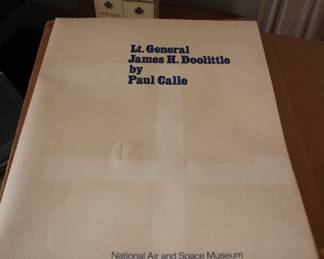 Lt. General
James H. Doolittle
by
Paul Calle
National Air and Space Museum